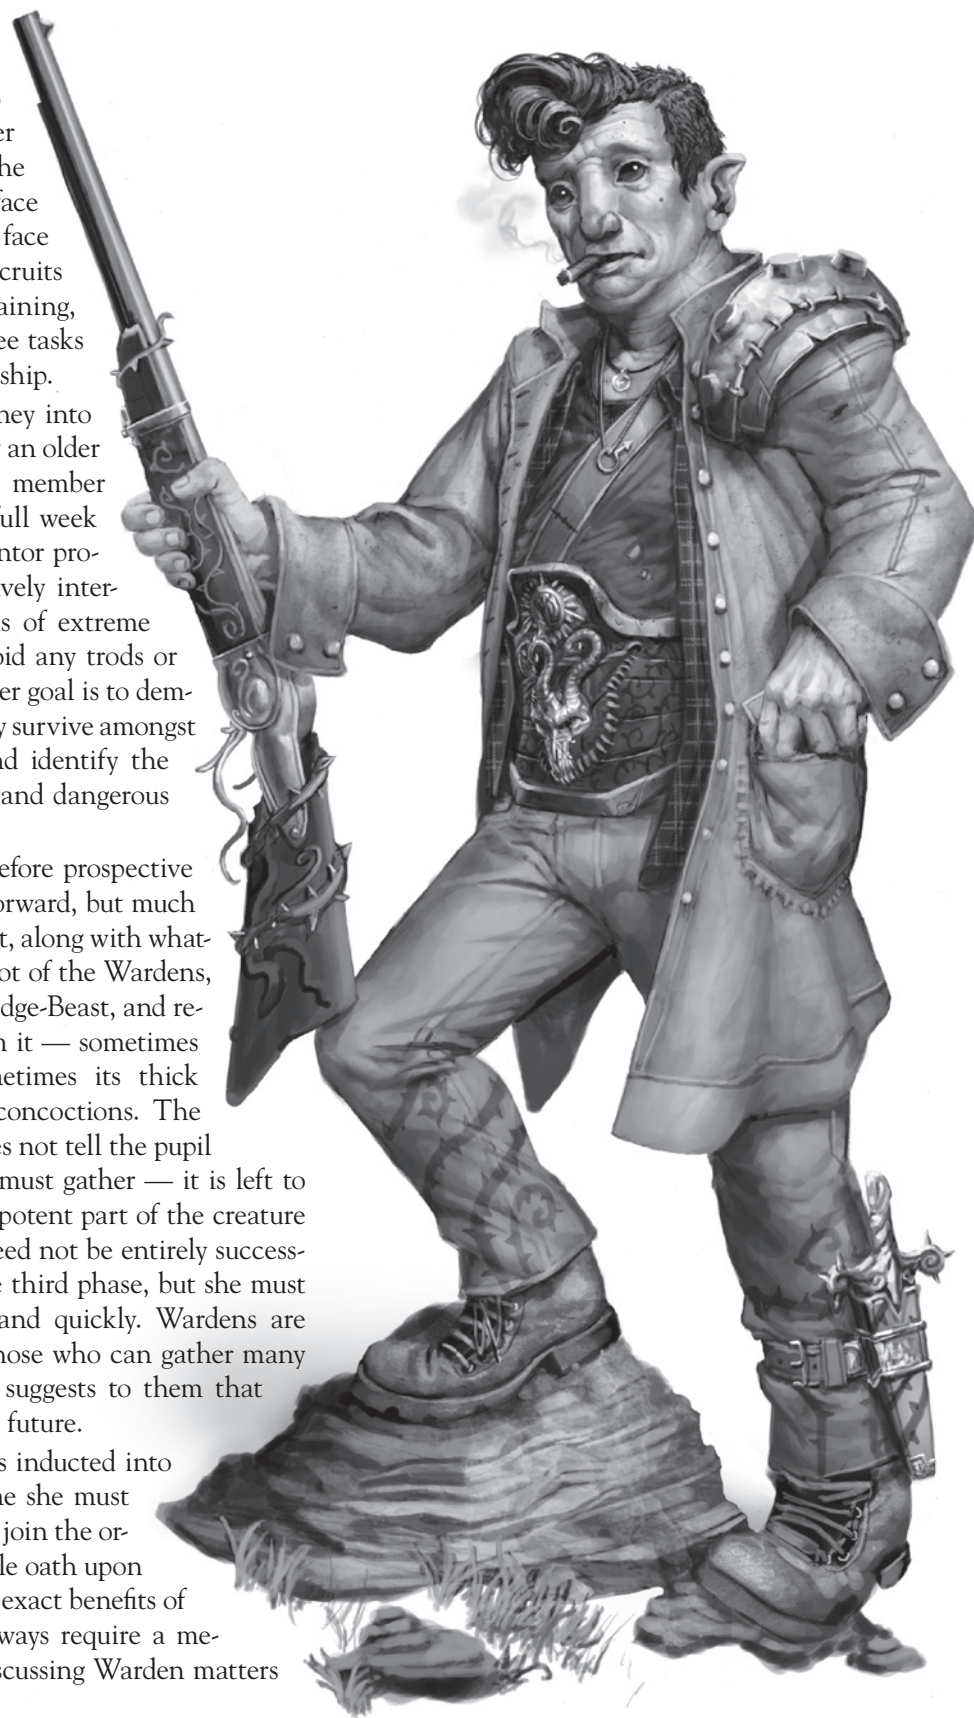 er
he
face
face
cruits
aining,
ee tasks
ship.
ney into
an older
member
full week
ntor pro-
vely inter-
s of extreme
oid any trods or
er goal is to dem-
y survive amongst
nd identify the
and dangerous
efore prospective
orward, but much
t, along with what-
ot of the Wardens,
dge-Beast, and re-
n it — sometimes
netimes its thick
concoctions. The
es not tell the pupil
must gather — it is left to
potent part of the creature
eed not be entirely success-
e third phase, but she must
and quickly. Wardens are
hose who can gather many
suggests to them that
future.
s inducted into
ne she must
join the or-
le oath upon
exact benefits of
ways require a me-
scussing Warden matters